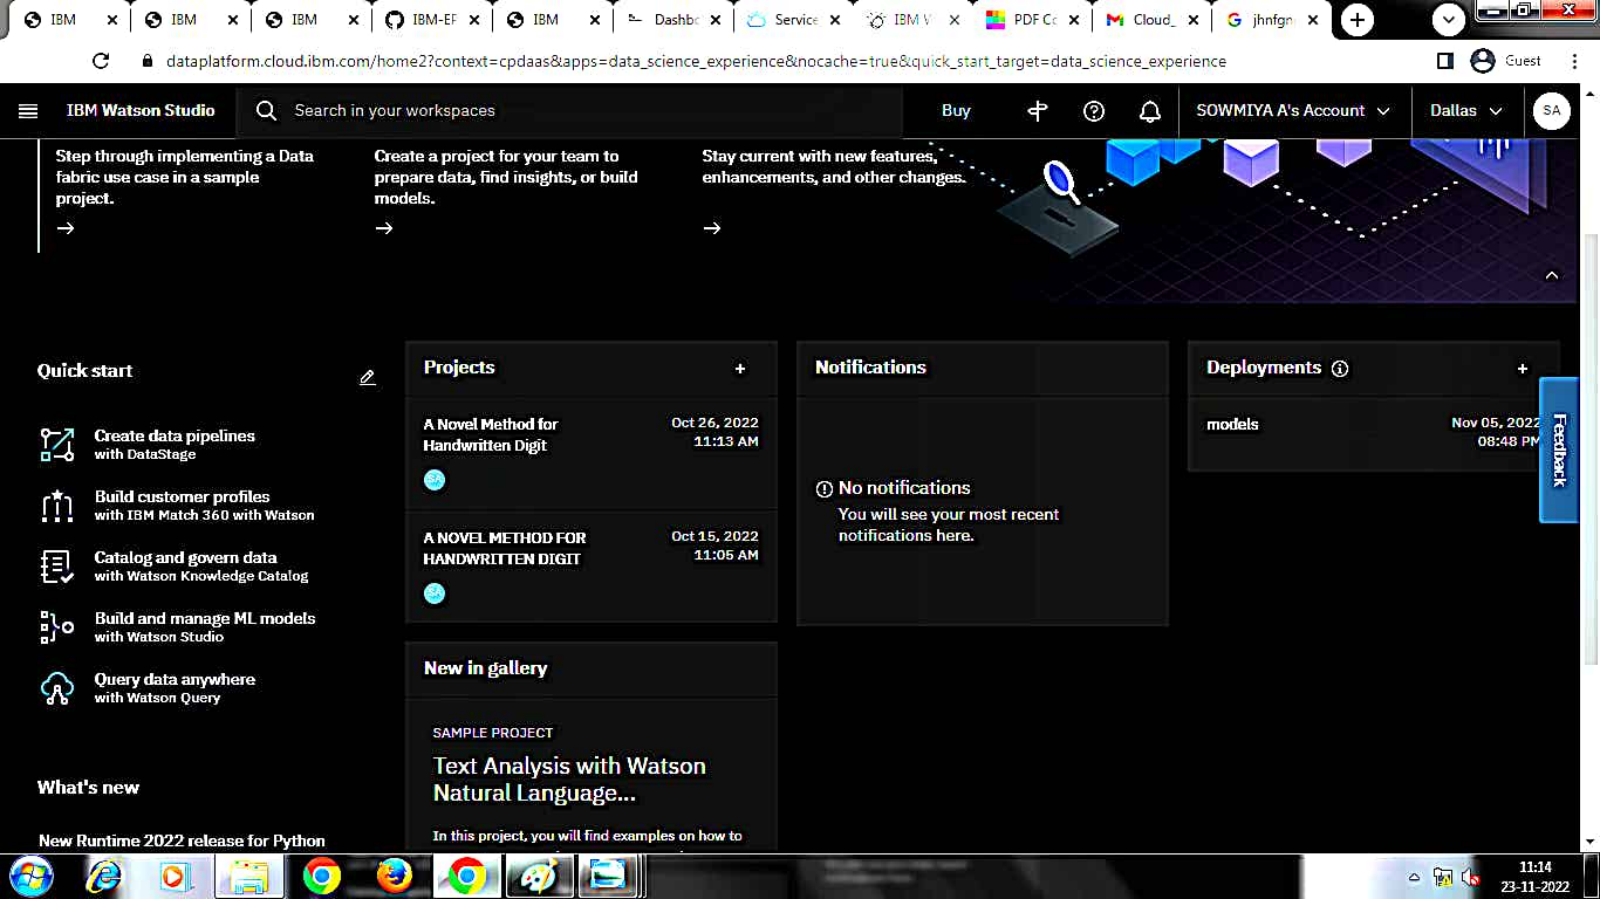 IBM
IBM
IBM
IBM-EF
IBM
Dashb
Service
IBM
PDF
Cloud_
jhnfgn
dataplatform.cloud.ibm.com/home2?context=cpdaas&apps=data_science_experience&nocache=true&quick_start_target=data_science_experience
Guest
IBM Watson Studio
Search in your workspaces
Buy
SOWMIYA A's Account
Dallas
SA
Step through implementing a Data
fabric use case in a sample
project.
Create a project for your team to
prepare data, find insights, or build
models.
Stay current with new features,
enhancements, and other changes.
Quick start
Create data pipelines
with DataStage
Build customer profiles
with IBM Match 360 with Watson
Catalog and govern data
with Watson Knowledge Catalog
Build and manage ML models
with Watson Studio
Query data anywhere
with Watson Query
What's new
New Runtime 2022 release for Python
Projects
A Novel Method for
Handwritten Digit
Oct 26, 2022
11:13 AM
SA
A NOVEL METHOD FOR
HANDWRITTEN DIGIT
Oct 15, 2022
11:05 AM
SA
New in gallery
SAMPLE PROJECT
Text Analysis with Watson
Natural Language...
In this project, you will find examples on how to
Notifications
No notifications
You will see your most recent
notifications here.
Deployments
models
Nov 05, 2022
08:48 PM
Feedback
11:14
23-11-2022